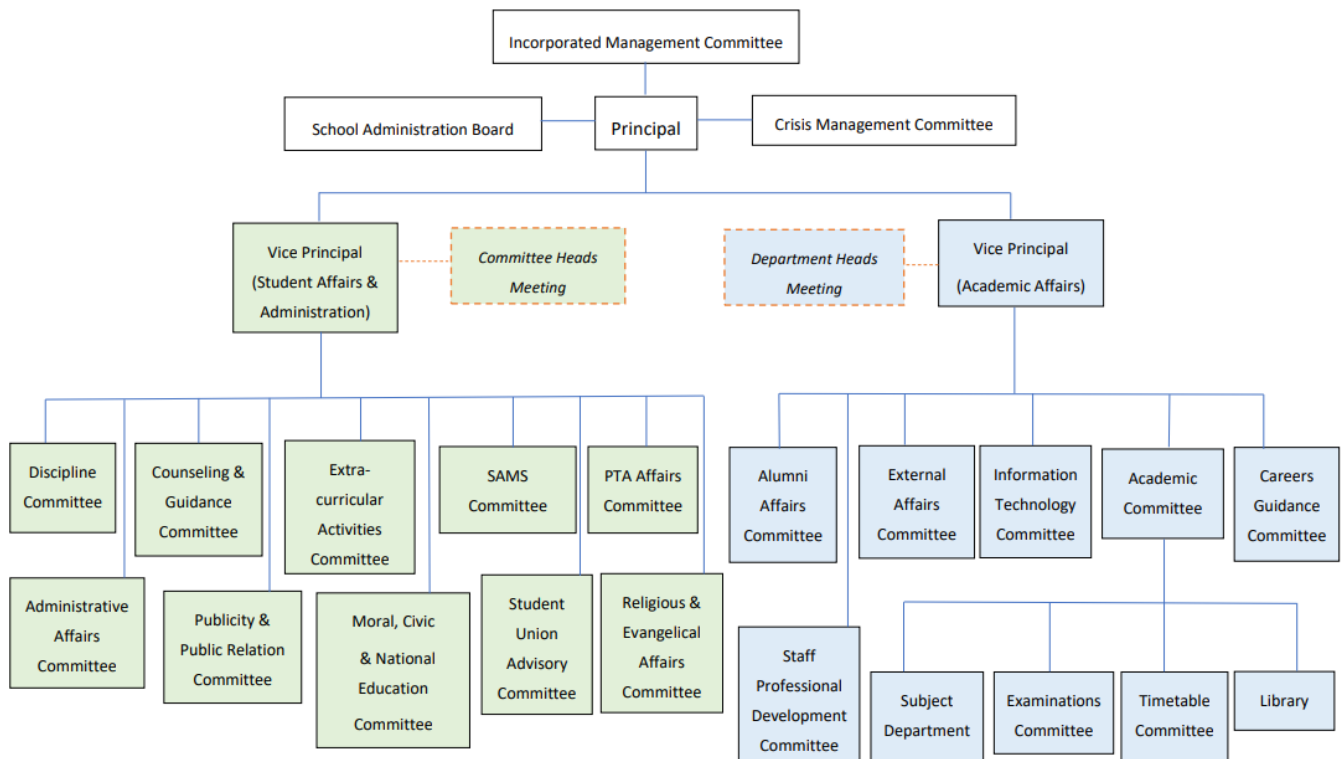 Incorporated Management Committee
School Administration Board
Principal
Crisis Management Committee
Vice Principal
(Student Affairs &
Administration)
Committee Heads
Meeting
Department Heads
Meeting
Vice Principal
(Academic Affairs)
Discipline
Committee
Counseling &
Guidance
Committee
Extra-
curricular
Activities
Committee
SAMS
Committee
PTA Affairs
Committee
Alumni
Affairs
Committee
External
Affairs
Committee
Information
Technology
Committee
Academic
Committee
Careers
Guidance
Committee
Administrative
Affairs
Committee
Publicity &
Public Relation
Committee
Moral, Civic
& National
Education
Committee
Student
Union
Advisory
Committee
Religious &
Evangelical
Affairs
Committee
Staff
Professional
Development
Committee
Subject
Department
Examinations
Committee
Timetable
Committee
Library